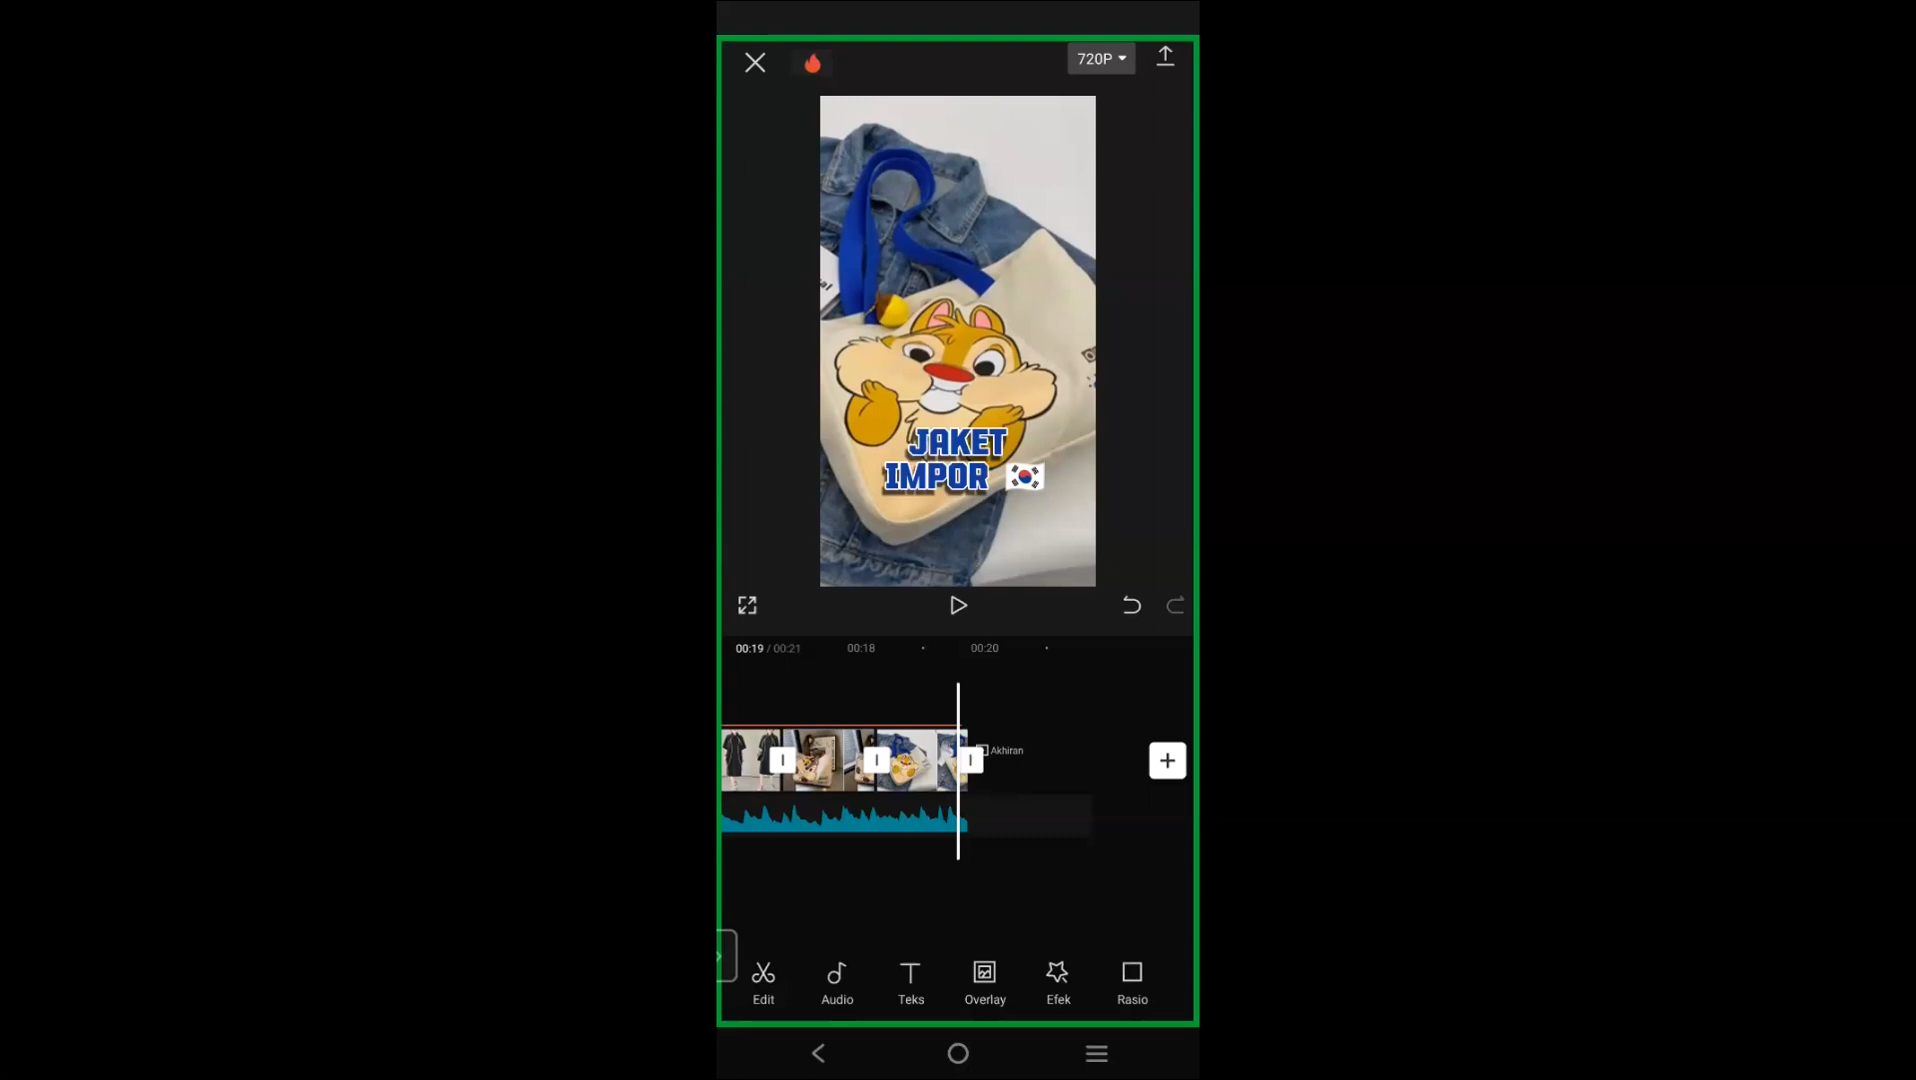 720P
JAKET
IMPOR
00:19 / 00:21
00:18
00:20
Akhiran
Edit
Audio
Teks
Overlay
Efek
Rasio